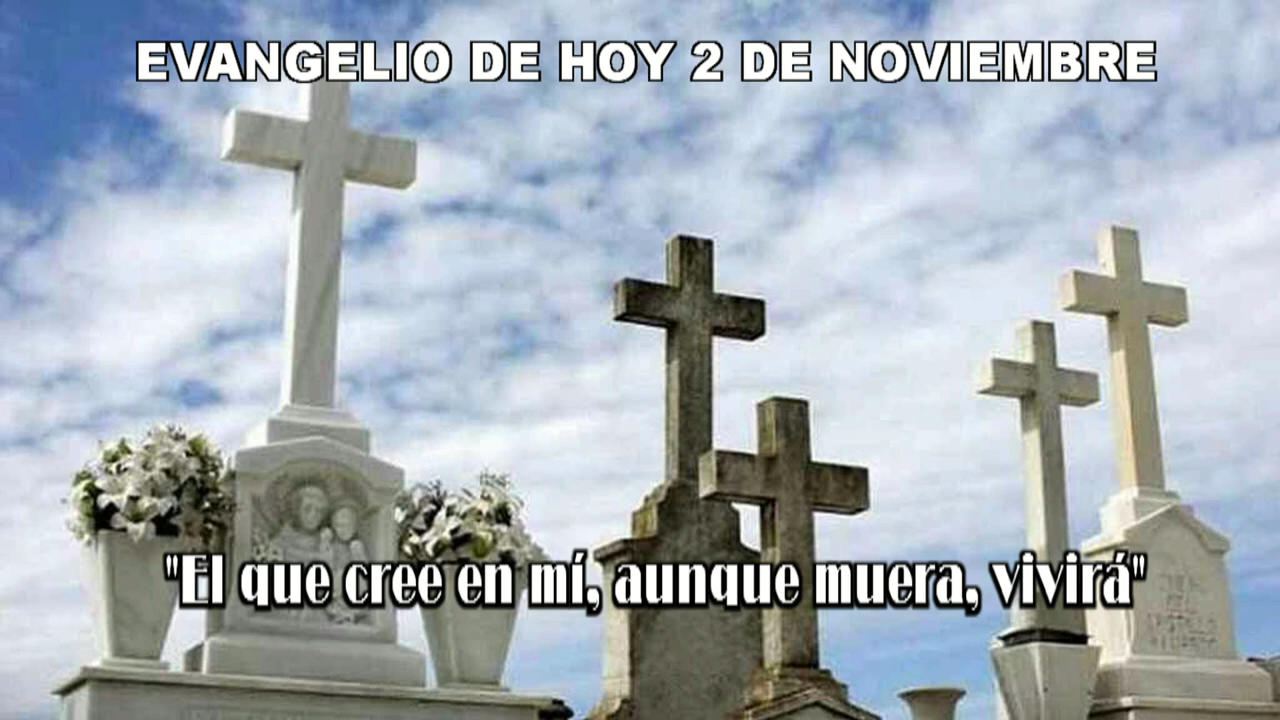 EVANGELIO DE HOY 2 DE NOVIEMBRE
"El que cree en mí, aunque muera, vivirá"